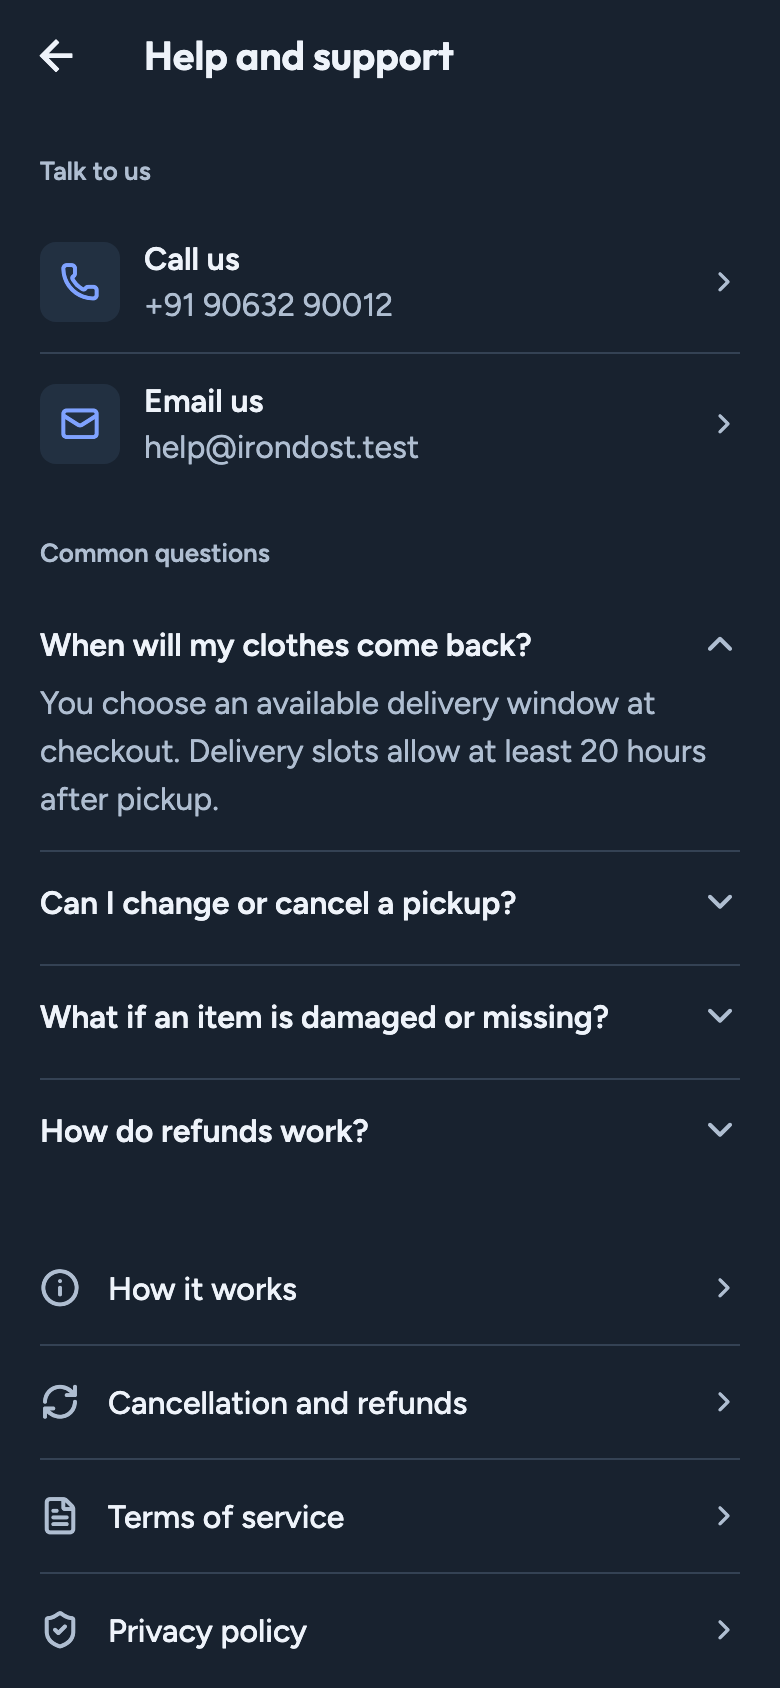 Help and support
Talk to us
Call us
+91 90632 90012
Email us
help@irondost.test
Common questions
When will my clothes come back?
You choose an available delivery window at
checkout. Delivery slots allow at least 20 hours
after pickup.
Can I change or cancel a pickup?
What if an item is damaged or missing?
How do refunds work?
How it works
Cancellation and refunds
Terms of service
Privacy policy